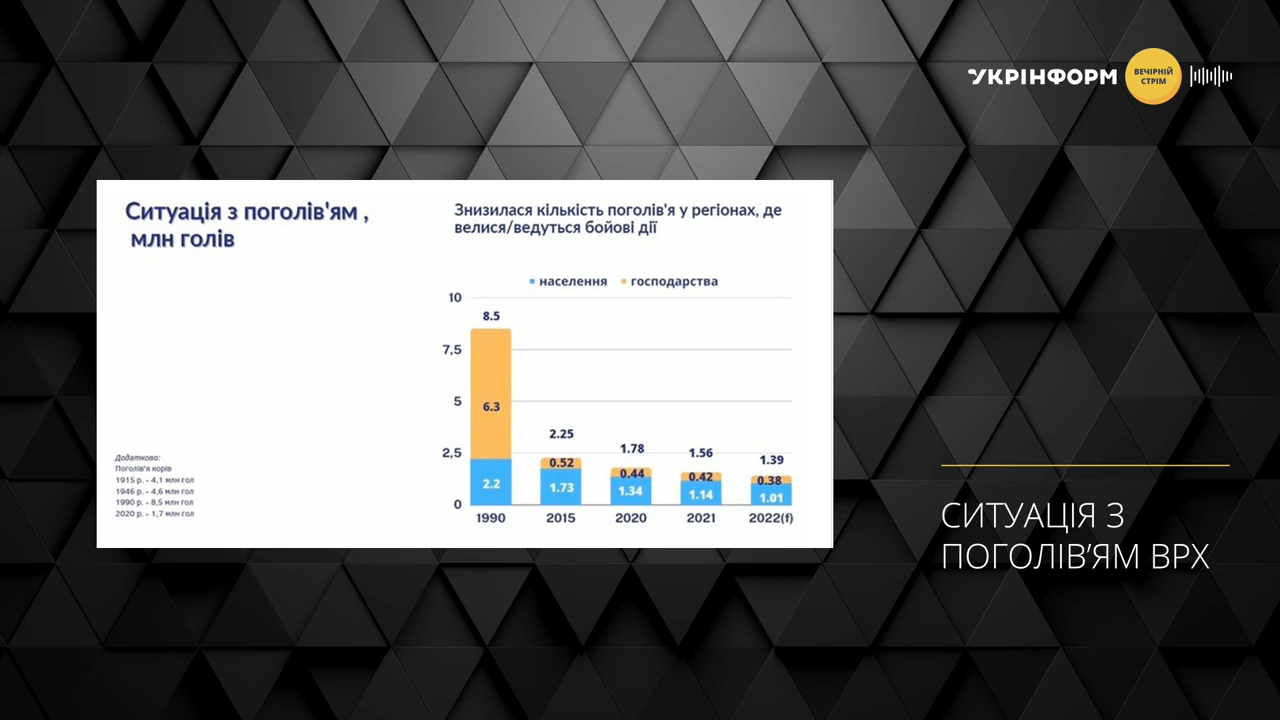 УКРІНФОРМ
ВЕЧІРНІЙ
СТРІМ
Ситуація з поголів'ям ,
млн голів
Знизилася кількість поголів'я у регіонах, де
велися/ведуться бойові дії
населення господарства
10
8.5
7,5
6.3
5
2.25
1.78
1.56
1.39
2,5
0.52
0.44
0.42
0.38
2.2
1.73
1.34
1.14
1.01
0
1990 2015 2020 2021 2022(f)
Додатково:
Поголів'я корів
1915 р. - 4,1 млн гол
1946 р. - 4,6 млн гол
1990 р. - 8,5 млн гол
2020 р. - 1,7 млн гол
СИТУАЦІЯ З
ПОГОЛІВ’ЯМ ВРХ